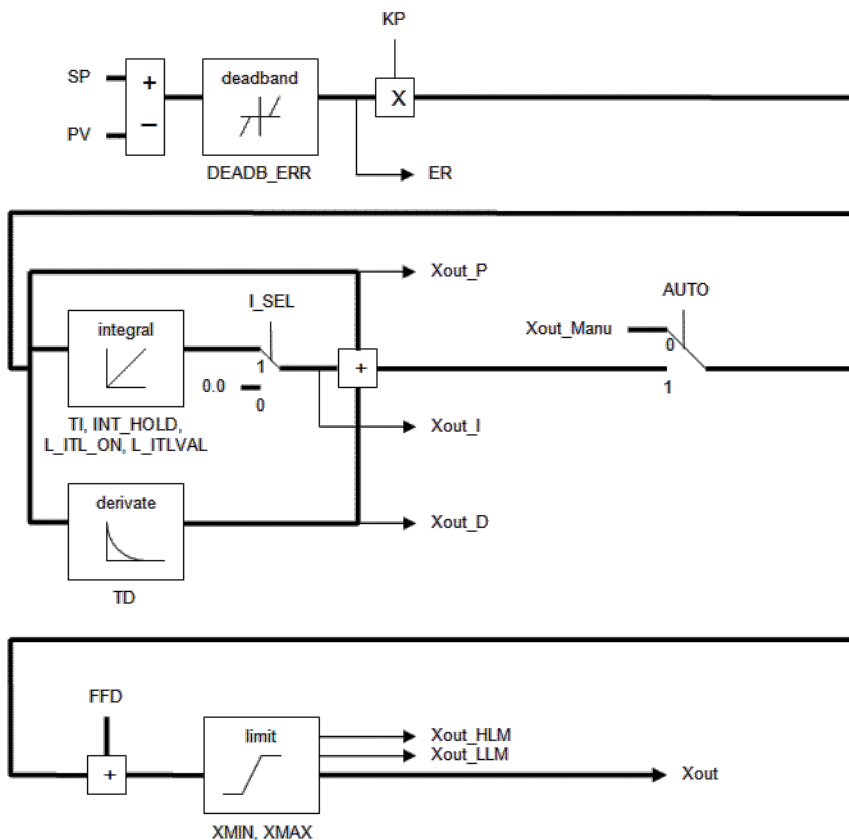 KP
SP
+
deadband
X
PV
−
DEADB_ERR
ER
Xout_P
I_SEL
AUTO
integral
Xout_Manu
0
1
+
0.0
0
1
TI, INT_HOLD,
L_ITL_ON, L_ITLVAL
Xout_I
derivate
Xout_D
TD
FFD
limit
Xout_HLM
Xout_LLM
+
Xout
XMIN, XMAX